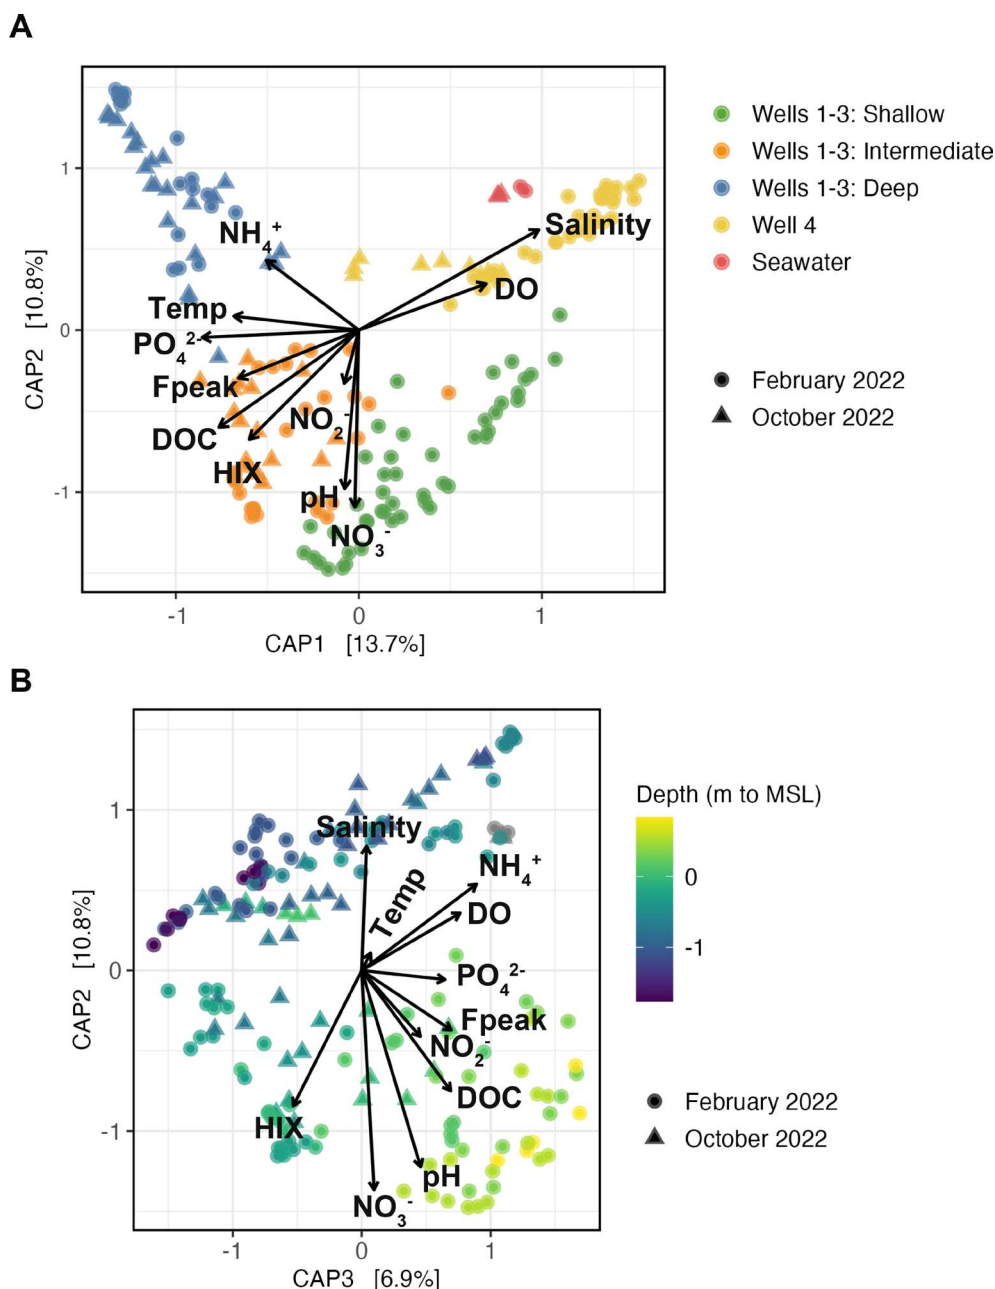 A
Wells 1-3: Shallow
Wells 1-3: Intermediate
Wells 1-3: Deep
Well 4
Seawater
February 2022
October 2022
CAP2 [10.8%]
1
0
-1
NH₄⁺
Salinity
DO
Temp
PO₄²⁻
Fpeak
NO₂⁻
DOC
HIX
pH
NO₃⁻
-1 0 1
CAP1 [13.7%]
B
CAP2 [10.8%]
1
0
-1
Salinity
NH₄⁺
Temp
DO
PO₄²⁻
Fpeak
NO₂⁻
DOC
HIX
pH
NO₃⁻
-1 0 1
CAP3 [6.9%]
Depth (m to MSL)
0
-1
February 2022
October 2022